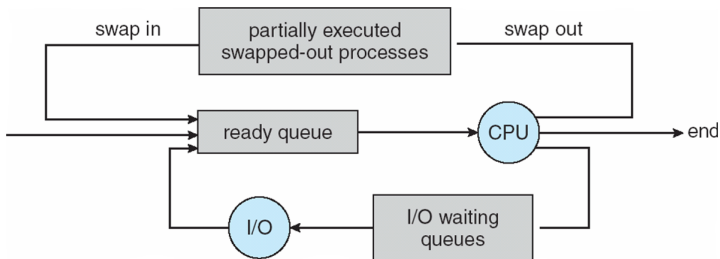 swap in
partially executed
swapped-out processes
swap out
ready queue
CPU
end
I/O
I/O waiting
queues